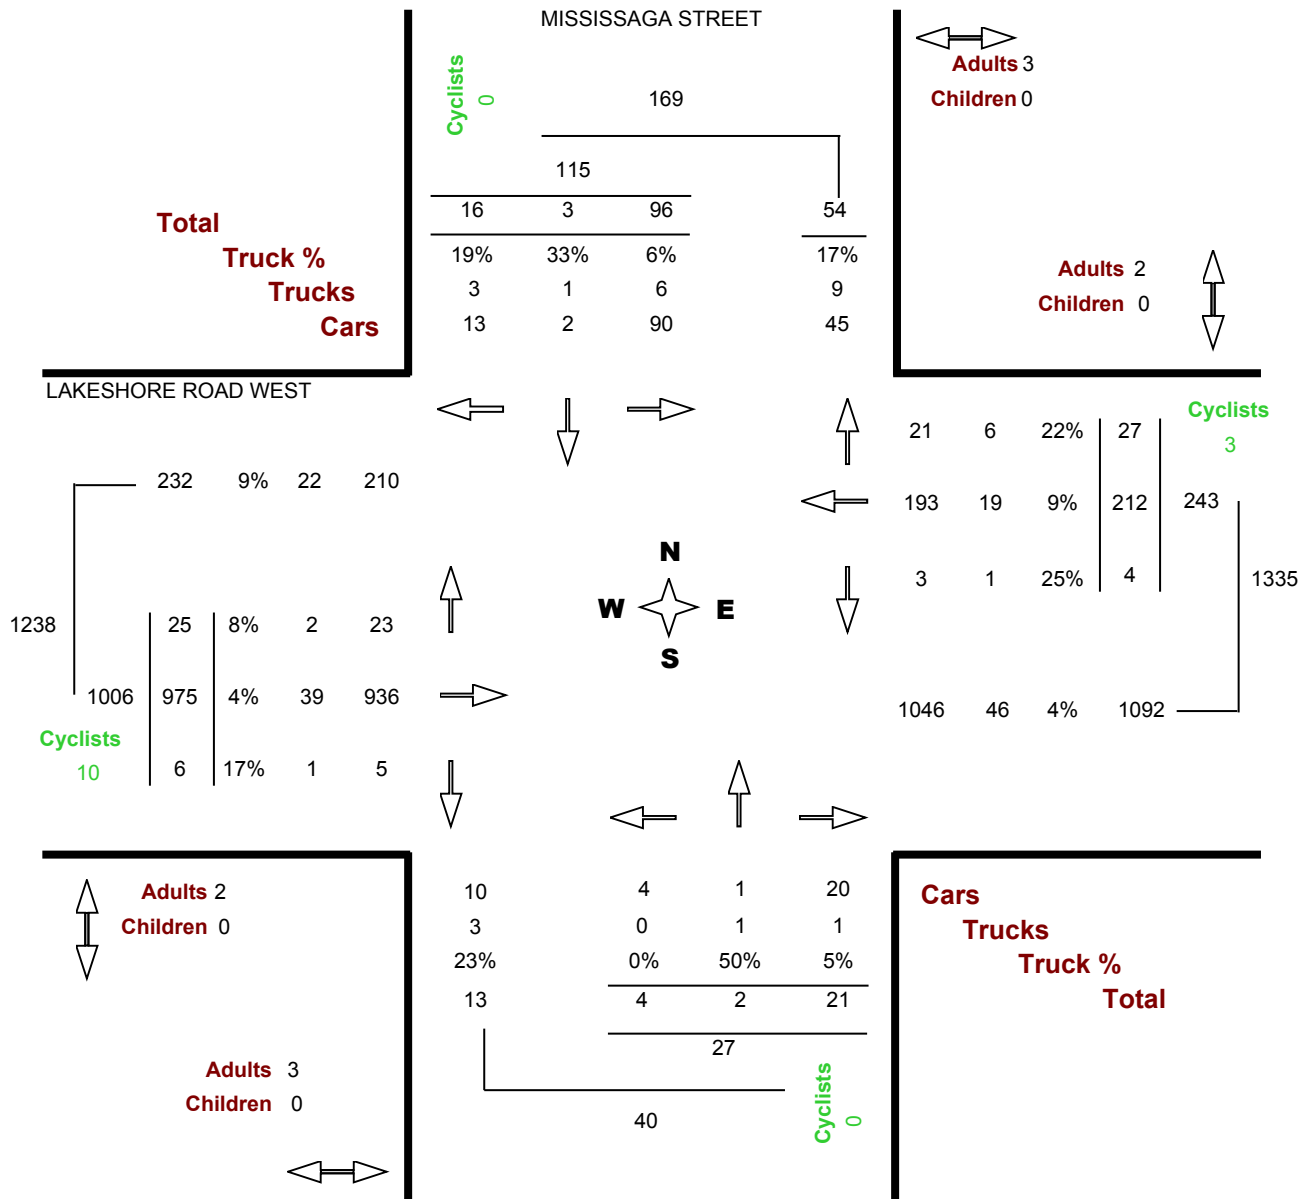 MISSISSAGA STREET
Cyclists
0
169
Adults 3
Children 0
115
16 3 96 54
Total
19% 33% 6% 17%
Truck %
3 1 6 9
Trucks
13 2 90 45
Cars
Adults 2
Children 0
LAKESHORE ROAD WEST
Cyclists
3
21 6 22% 27
232 9% 22 210
193 19 9% 212 243
N
W E
S
3 1 25% 4
1335
1238
25 8% 2 23
1006 975 4% 39 936
1046 46 4% 1092
Cyclists
10
6 17% 1 5
Adults 2
Children 0
10 4 1 20
3 0 1 1
23% 0% 50% 5%
13 4 2 21
Cars
Trucks
Truck %
Total
27
Adults 3
Children 0
Cyclists
0
40